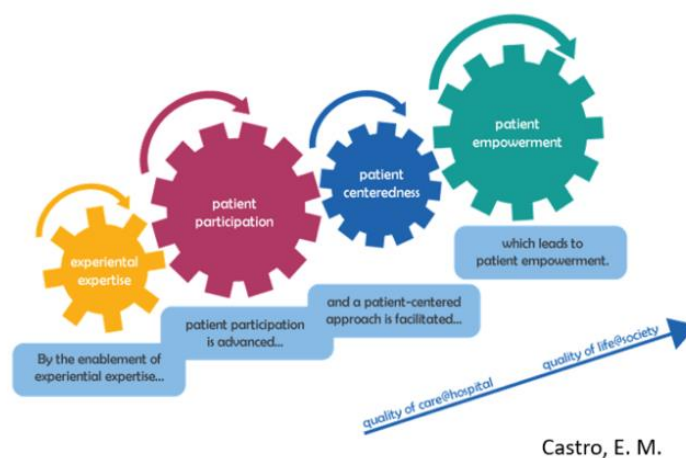 experiential
expertise
patient
participation
patient
centeredness
patient
empowerment
By the enablement of
experiential expertise...
patient participation
is advanced...
and a patient-centered
approach is facilitated...
which leads to
patient empowerment.
quality of care@hospital
quality of life@society
Castro, E. M.